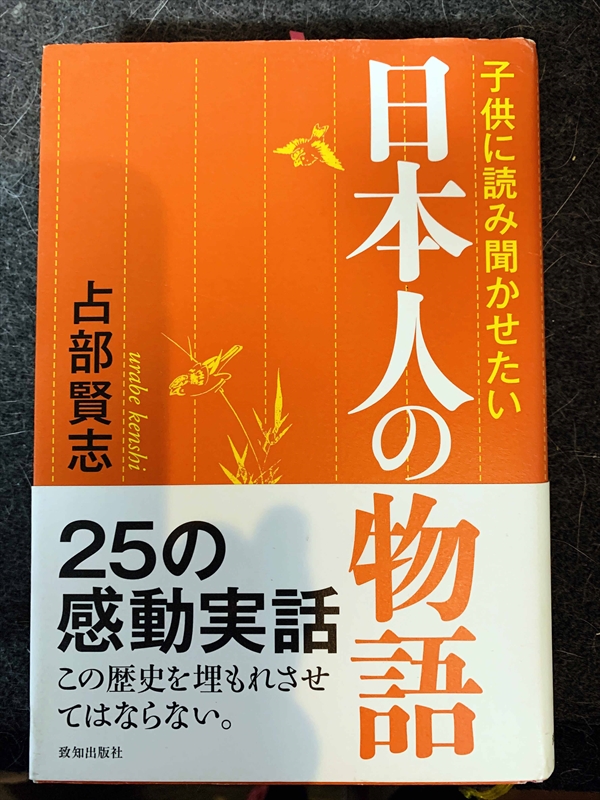 子供に読み聞かせたい
日本人の物語
占部賢志
urabe kenshi
25の
感動実話
この歴史を埋もれさせ
てはならない。
致知出版社